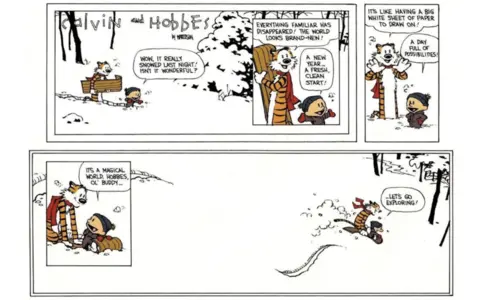 Calvin and Hobbes
by WATTERSON
WOW, IT REALLY
SNOWED LAST NIGHT!
ISN'T IT WONDERFUL?
EVERYTHING FAMILIAR HAS
DISAPPEARED! THE WORLD
LOOKS BRAND-NEW!
A NEW
YEAR...
A FRESH,
CLEAN
START!
IT'S LIKE HAVING A BIG
WHITE SHEET OF PAPER
TO DRAW ON!
A DAY
FULL OF
POSSIBILITIES!
IT'S A MAGICAL
WORLD, HOBBES,
OL' BUDDY...
...LET'S GO
EXPLORING!